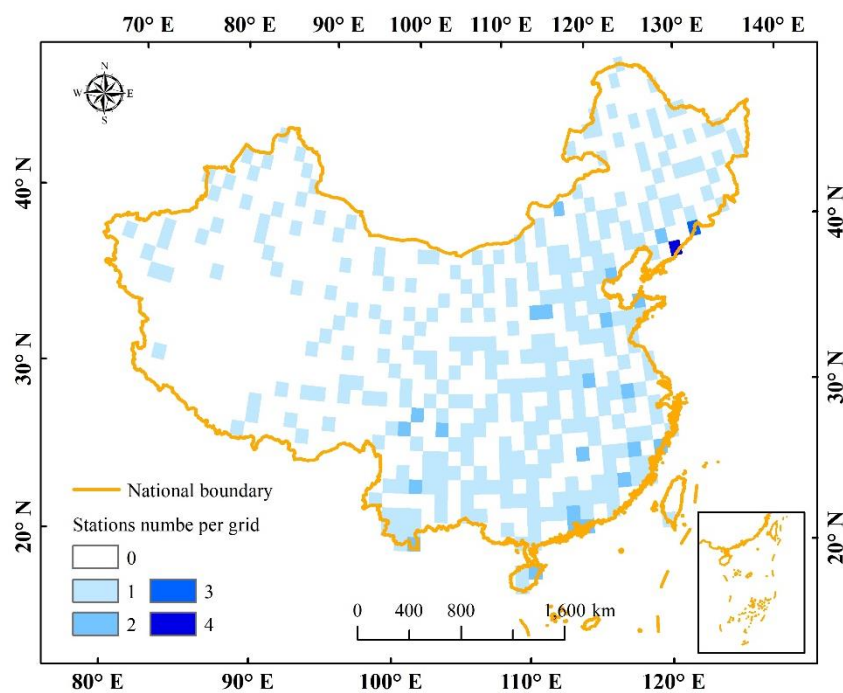 70° E 80° E 90° E 100° E 110° E 120° E 130° E 140° E
N
W E
S
40° N
40° N
30° N
30° N
20° N
20° N
National boundary
Stations numbe per grid
0
1 3
2 4
0 400 800 1,600 km
80° E 90° E 100° E 110° E 120° E